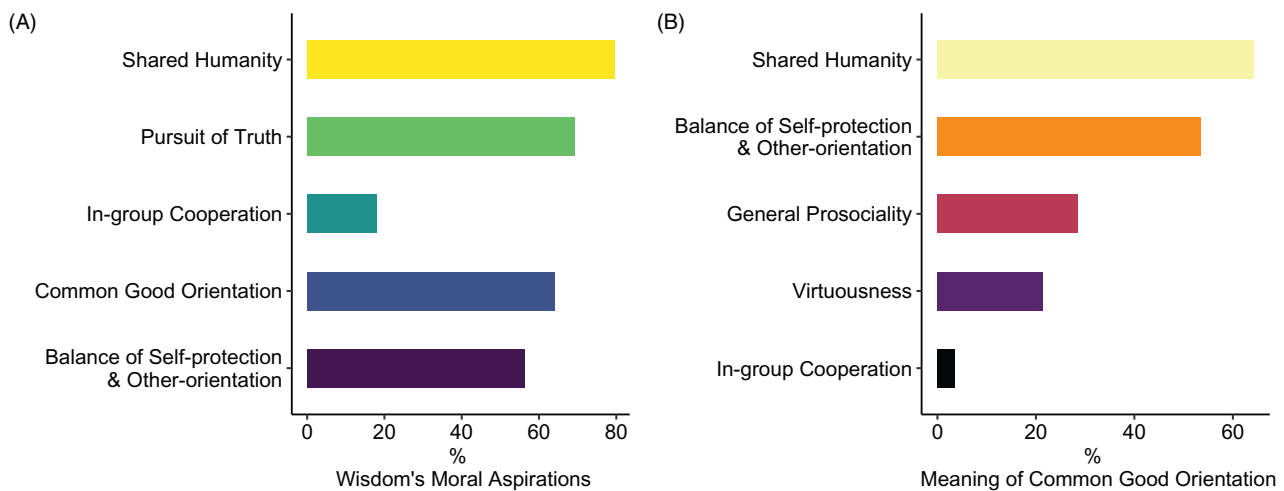 (A)
Shared Humanity
Pursuit of Truth
In-group Cooperation
Common Good Orientation
Balance of Self-protection
& Other-orientation
0 20 40 60 80
%
Wisdom's Moral Aspirations
(B)
Shared Humanity
Balance of Self-protection
& Other-orientation
General Prosociality
Virtuousness
In-group Cooperation
0 20 40 60
%
Meaning of Common Good Orientation